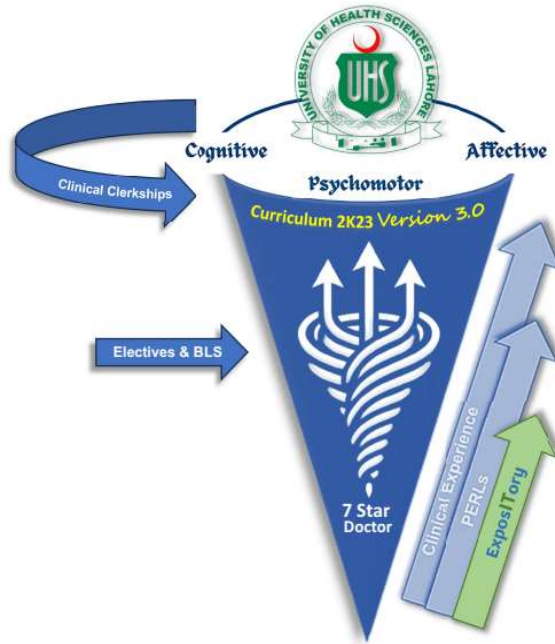 UNIVERSITY OF HEALTH SCIENCES LAHORE
UHS
Cognitive
Affective
Psychomotor
Clinical Clerkships
Curriculum 2K23 Version 3.0
Electives & BLS
7 Star
Doctor
Clinical Experience
PERLs
ExposITory